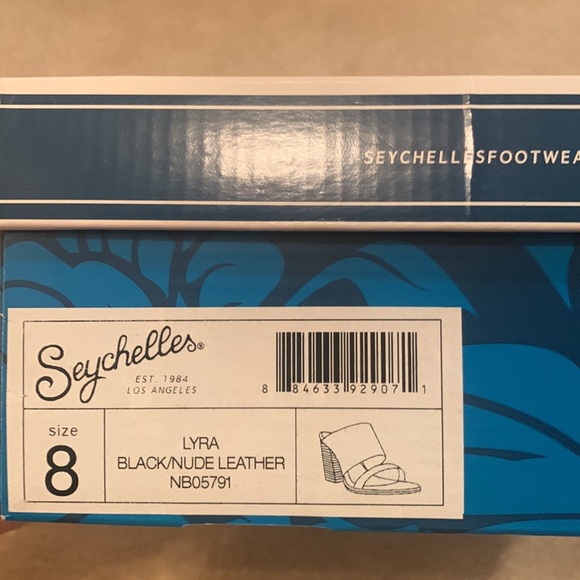 SEYCHELLESFOOTWEA
Seychelles®
EST. 1984
LOS ANGELES
8 84633 92907 1
size
8
LYRA
BLACK/NUDE LEATHER
NB05791